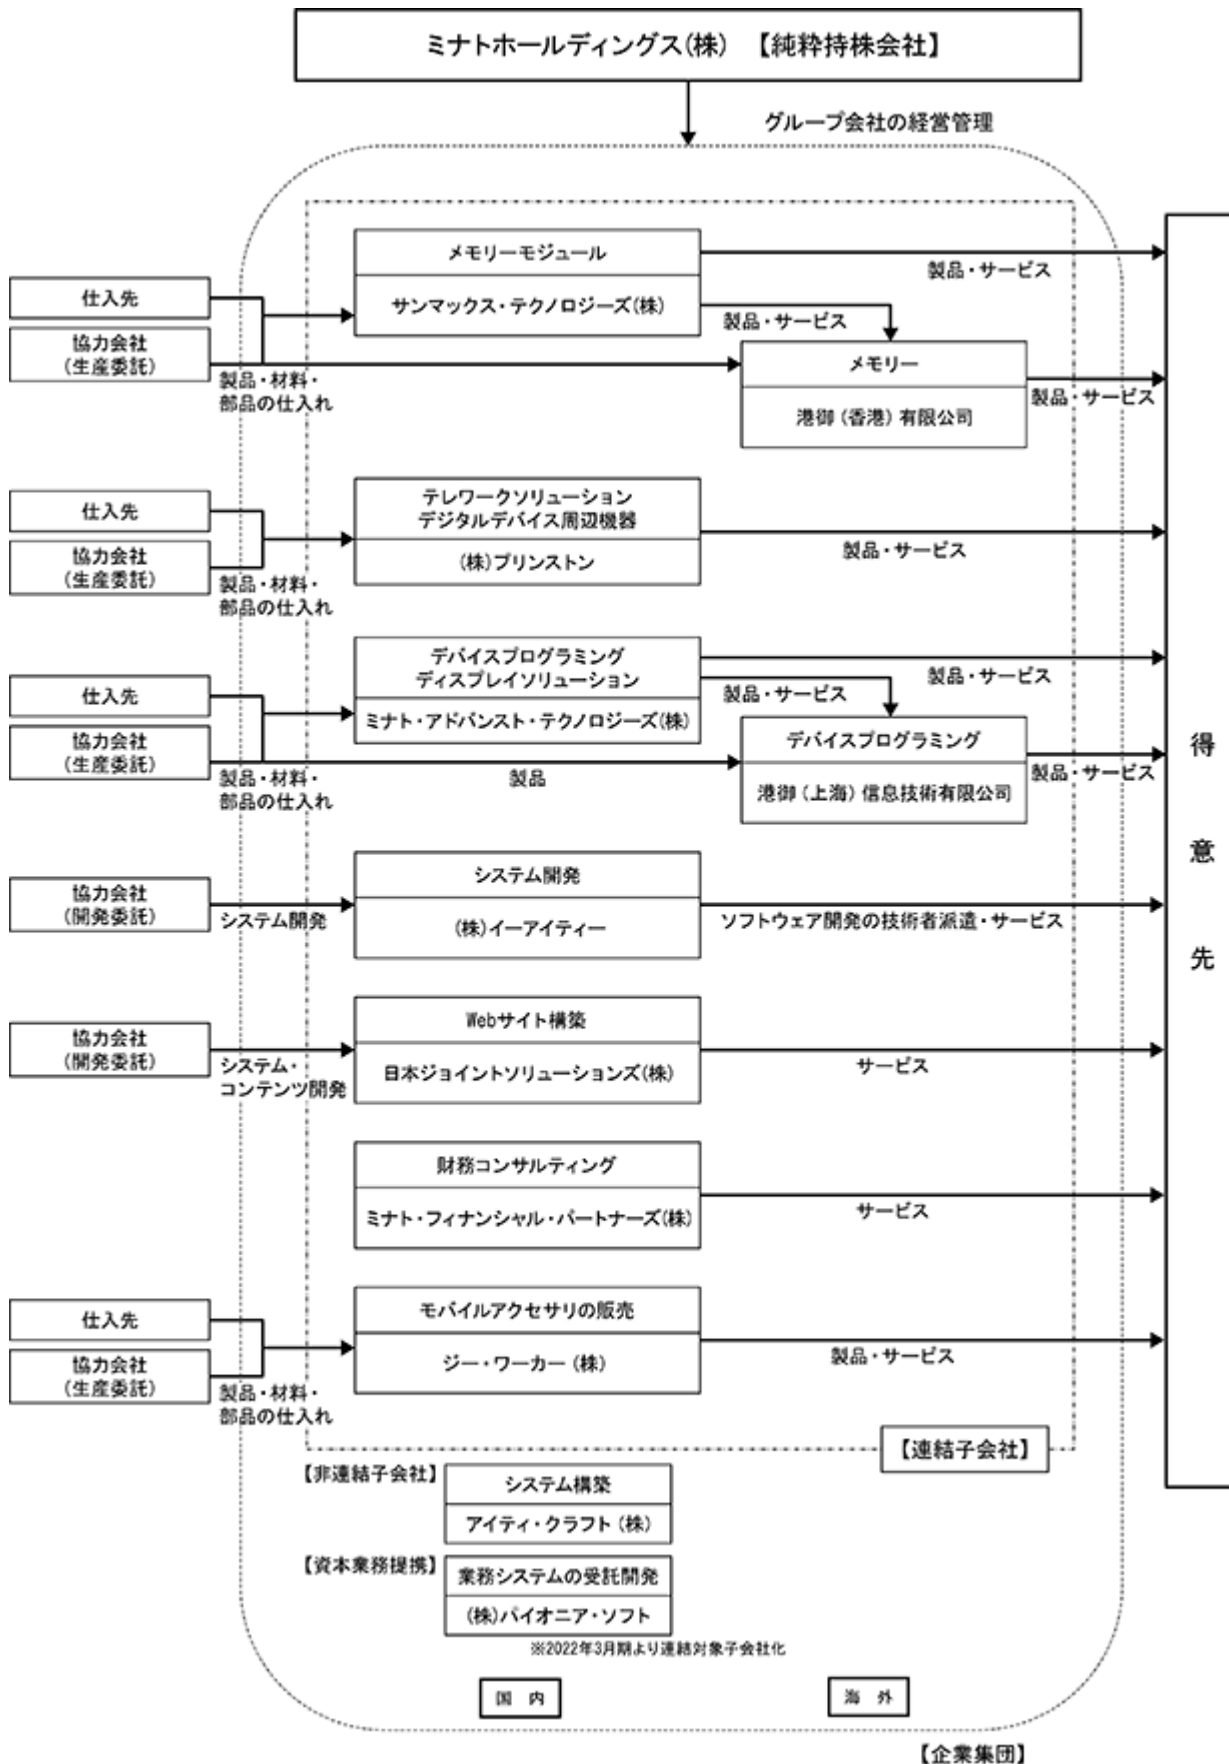 ミナトホールディングス(株) 【純粋持株会社】
グループ会社の経営管理
メモリーモジュール
サンマックス・テクノロジーズ(株)
製品・サービス
製品・サービス
仕入先
協力会社
(生産委託)
製品・材料・
部品の仕入れ
メモリー
港御(香港)有限公司
製品・サービス
仕入先
協力会社
(生産委託)
製品・材料・
部品の仕入れ
テレワークソリューション
デジタルデバイス周辺機器
(株)プリンストン
製品・サービス
デバイスプログラミング
ディスプレイソリューション
ミナト・アドバンスト・テクノロジーズ(株)
製品・サービス
製品・サービス
仕入先
協力会社
(生産委託)
製品・材料・
部品の仕入れ
製品
デバイスプログラミング
港御(上海)信息技術有限公司
製品・サービス
得意先
協力会社
(開発委託)
システム開発
システム開発
(株)イーアイティー
ソフトウェア開発の技術者派遣・サービス
協力会社
(開発委託)
システム・
コンテンツ開発
Webサイト構築
日本ジョイントソリューションズ(株)
サービス
財務コンサルティング
ミナト・フィナンシャル・パートナーズ(株)
サービス
仕入先
協力会社
(生産委託)
製品・材料・
部品の仕入れ
モバイルアクセサリの販売
ジー・ワーカー(株)
製品・サービス
【連結子会社】
【非連結子会社】
システム構築
アイティ・クラフト(株)
【資本業務提携】
業務システムの受託開発
(株)パイオニア・ソフト
※2022年3月期より連結対象子会社化
国内
海外
【企業集団】